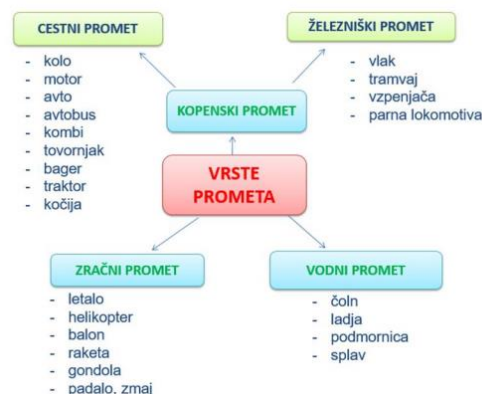 CESTNI PROMET
- kolo
- motor
- avto
- avtobus
- kombi
- tovornjak
- bager
- traktor
- kočija
ŽELEZNIŠKI PROMET
- vlak
- tramvaj
- vzpenjača
- parna lokomotiva
KOPENSKI PROMET
VRSTE
PROMETA
ZRAČNI PROMET
- letalo
- helikopter
- balon
- raketa
- gondola
- padalo, zmaj
VODNI PROMET
- čoln
- ladja
- podmornica
- splav